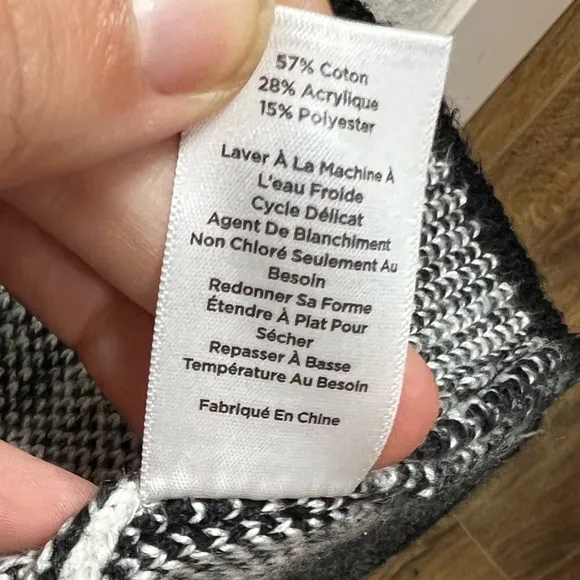 57% Coton
28% Acrylique
15% Polyester
Laver À La Machine À
L'eau Froide
Cycle Délicat
Agent De Blanchiment
Non Chloré Seulement Au
Besoin
Redonner Sa Forme
Étendre À Plat Pour
Sécher
Repasser À Basse
Température Au Besoin
Fabriqué En Chine